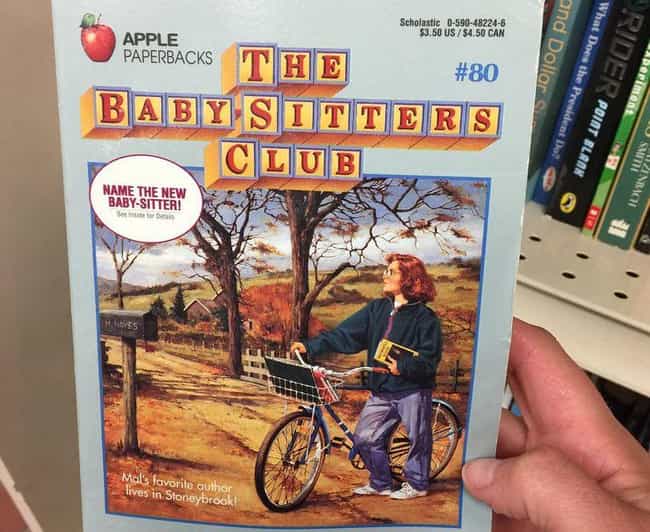 APPLE
PAPERBACKS
Scholastic 0-590-48224-6
$3.50 US / $4.50 CAN
#80
THE
BABY-SITTERS
CLUB
NAME THE NEW
BABY-SITTER!
See Inside for Details
H. HAYES
Mal's favorite author
lives in Stoneybrook!
What Does the President Do?
RIDER
POINT BLANK
SMITH